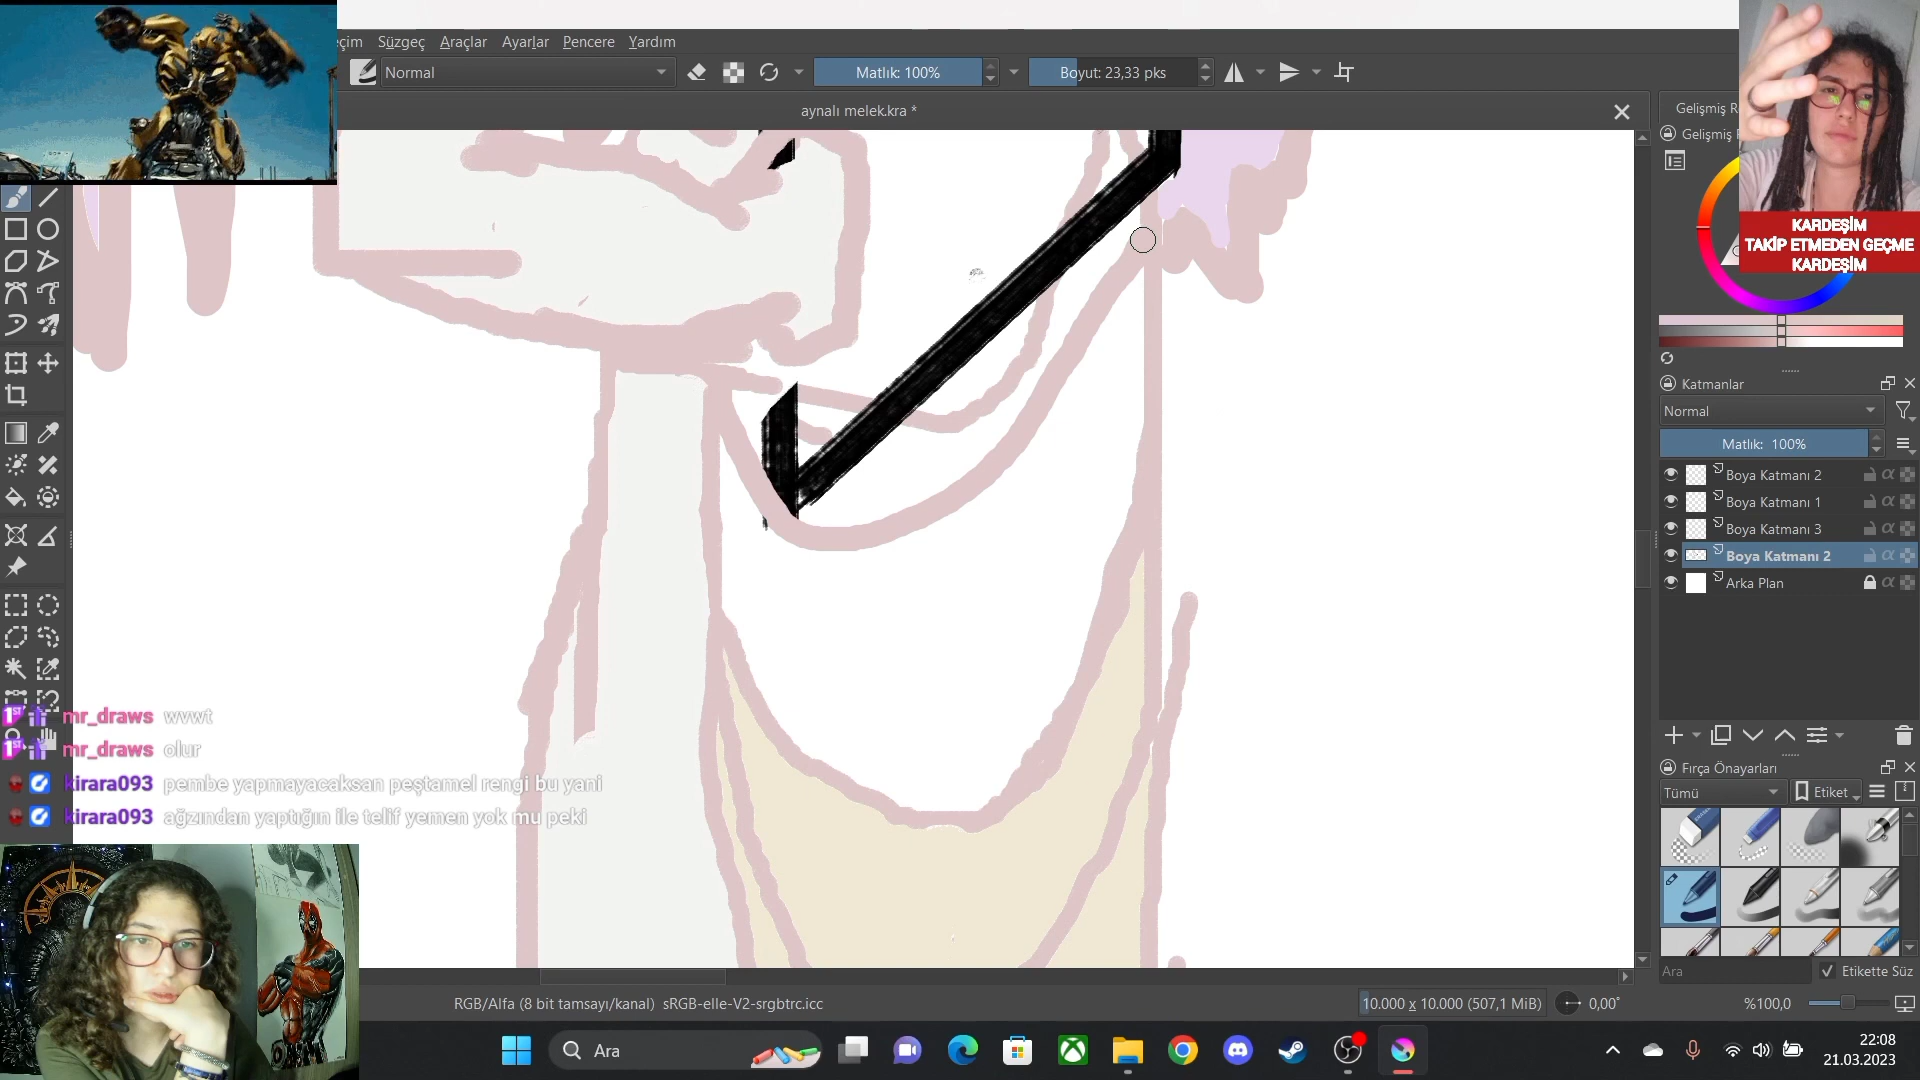 eçim Süzgeç Araçlar Ayarlar Pencere Yardım
Normal
Matlık: 100%
Boyut: 23,33 pks
aynalı melek.kra *
Gelişmiş R
Gelişmiş
KARDEŞİM
TAKİP ETMEDEN GEÇME
KARDEŞİM
Katmanlar
Normal
Matlık: 100%
Boya Katmanı 2
Boya Katmanı 1
Boya Katmanı 3
Boya Katmanı 2
Arka Plan
mr_draws wvwt
mr_draws olur
kirara093 pembe yapmayacaksan peştamel rengi bu yani
kirara093 ağzından yaptığın ile telif yemen yok mu peki
Fırça Önayarları
Tümü
Etiket
Ara
Etikette Süz
RGB/Alfa (8 bit tamsayı/kanal) sRGB-elle-V2-srgbtrc.icc
10.000 x 10.000 (507,1 MiB)
0,00°
%100,0
Ara
22:08
21.03.2023